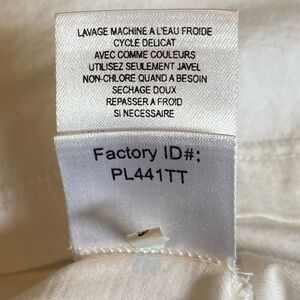 LAVAGE MACHINE A L'EAU FROIDE
CYCLE DELICAT
AVEC COMME COULEURS
UTILISEZ SEULEMENT JAVEL
NON-CHLORE QUAND A BESOIN
SECHAGE DOUX
REPASSER A FROID
SI NECESSAIRE
Factory ID#:
PL441TT